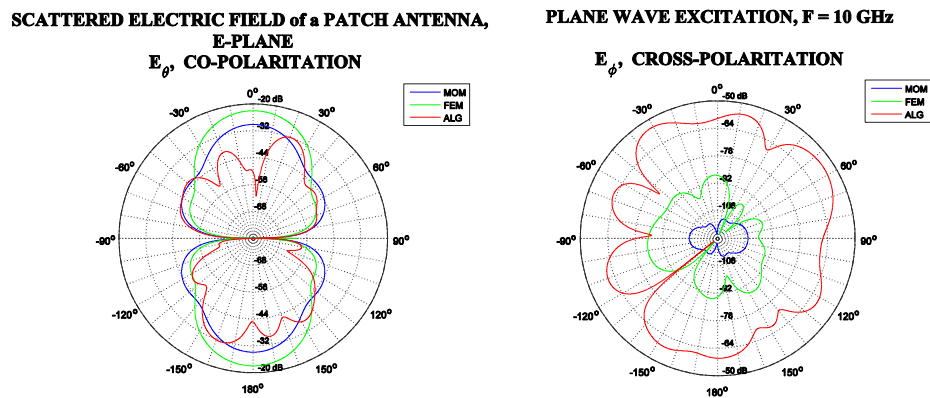 SCATTERED ELECTRIC FIELD of a PATCH ANTENNA,
E-PLANE
Eθ, CO-POLARITATION
MOM
FEM
ALG
0°
-20 dB
-30°
30°
-32
-44
-60°
60°
-56
-68
-90°
90°
-68
-56
-120°
120°
-44
-32
-150°
150°
-20 dB
180°
PLANE WAVE EXCITATION, F = 10 GHz
Eϕ, CROSS-POLARITATION
MOM
FEM
ALG
0°
-50 dB
-30°
30°
-64
-78
-60°
60°
-92
-106
-90°
90°
-106
-92
-120°
120°
-78
-64
-150°
150°
-50 dB
180°